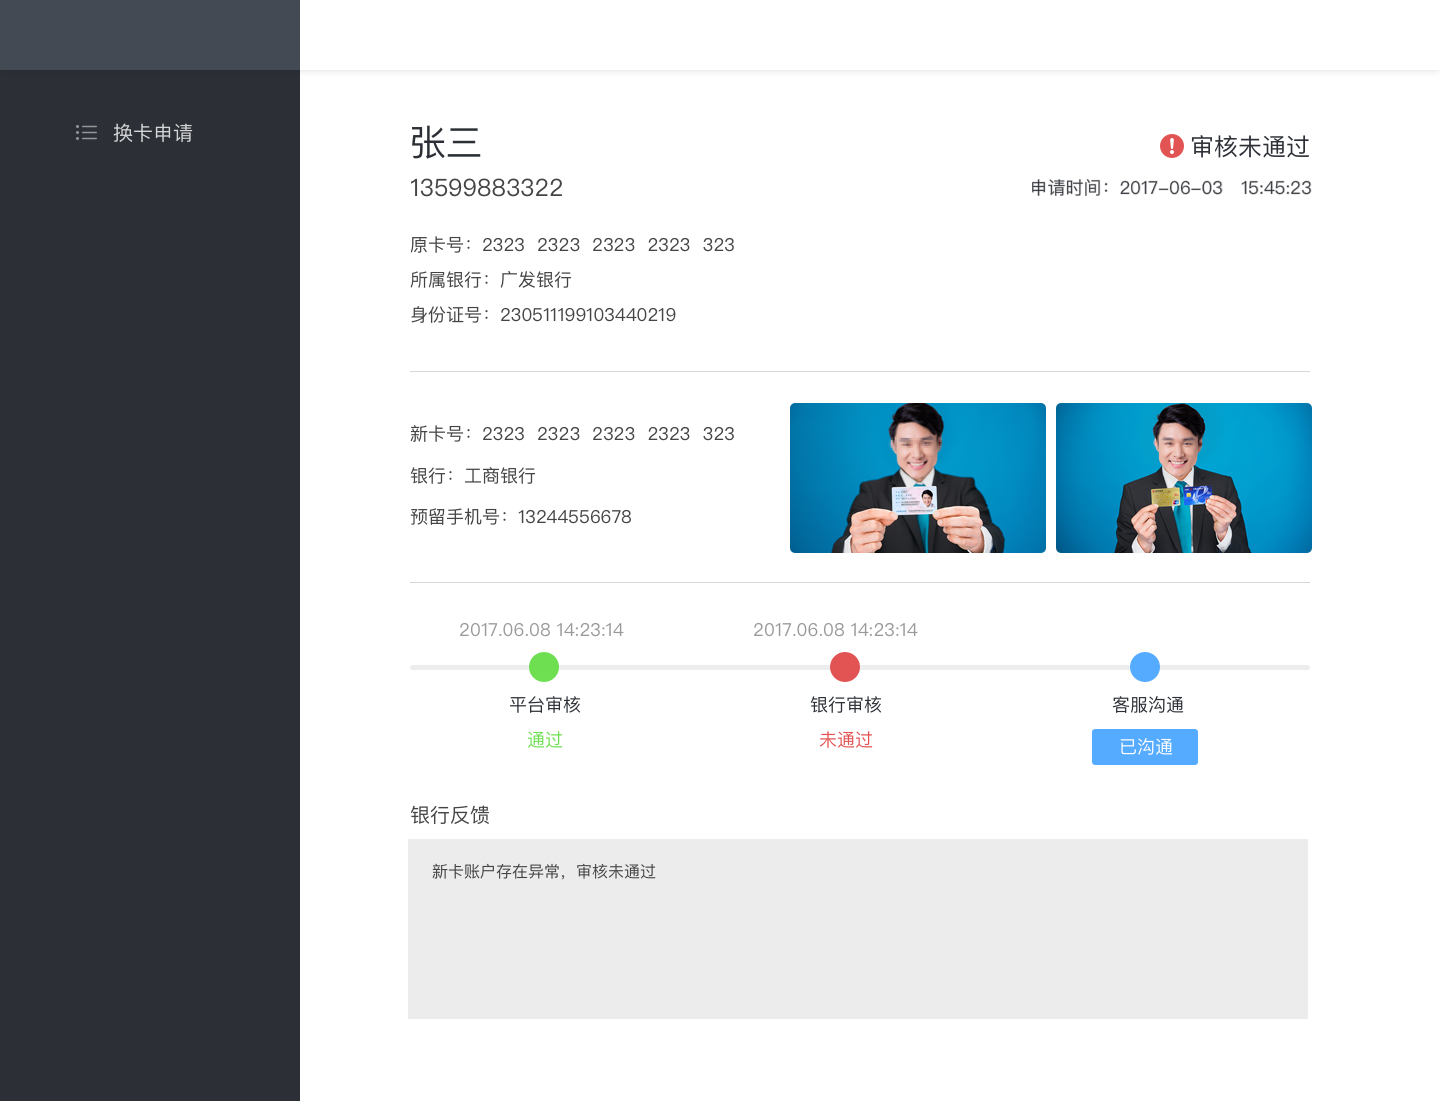 换卡申请
张三
审核未通过
13599883322
申请时间：2017-06-03 15:45:23
原卡号：2323 2323 2323 2323 323
所属银行：广发银行
身份证号：230511199103440219
新卡号：2323 2323 2323 2323 323
银行：工商银行
预留手机号：13244556678
2017.06.08 14:23:14
2017.06.08 14:23:14
平台审核
银行审核
客服沟通
通过
未通过
已沟通
银行反馈
新卡账户存在异常，审核未通过